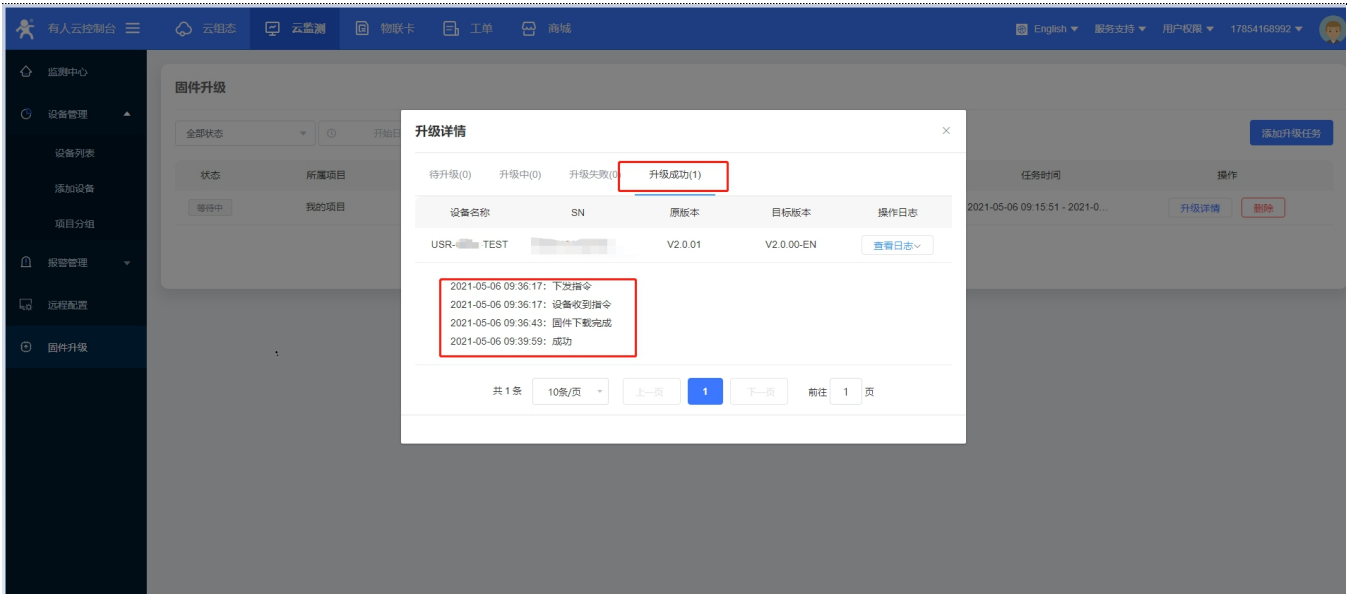 有人云控制台 云组态 云监测 物联卡 工单 商城 English 服务支持 用户权限 17854168992
监测中心
设备管理
设备列表
添加设备
项目分组
报警管理
远程配置
固件升级
固件升级
全部状态 开始日 添加升级任务
状态 所属项目 任务时间 操作
等待中 我的项目 2021-05-06 09:15:51 - 2021-0... 升级详情 删除
升级详情
待升级(0) 升级中(0) 升级失败(0) 升级成功(1)
设备名称 SN 原版本 目标版本 操作日志
USR- -TEST V2.0.01 V2.0.00-EN 查看日志
2021-05-06 09:36:17：下发指令
2021-05-06 09:36:17：设备收到指令
2021-05-06 09:36:43：固件下载完成
2021-05-06 09:39:59：成功
共 1 条 10条/页 上一页 1 下一页 前往 1 页